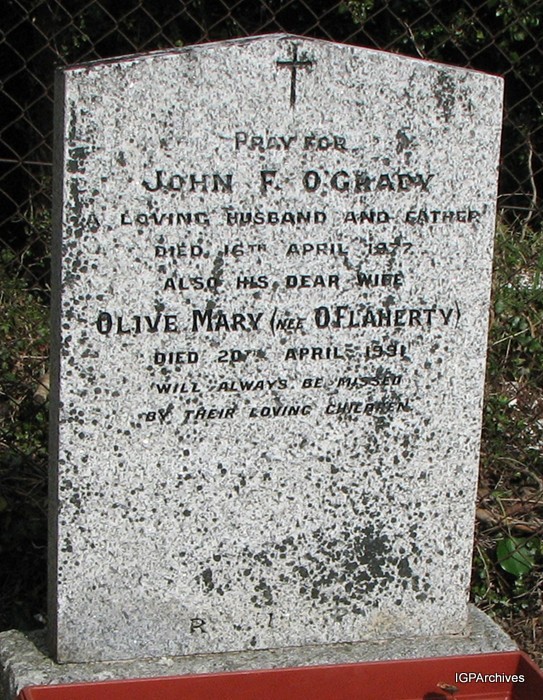 PRAY FOR
JOHN F. O'GRADY
A LOVING HUSBAND AND FATHER
DIED 16TH APRIL 1977
ALSO HIS DEAR WIFE
OLIVE MARY (NEE O'FLAHERTY)
DIED 20TH APRIL 1991
WILL ALWAYS BE MISSED
BY THEIR LOVING CHILDREN
R I
IGPArchives